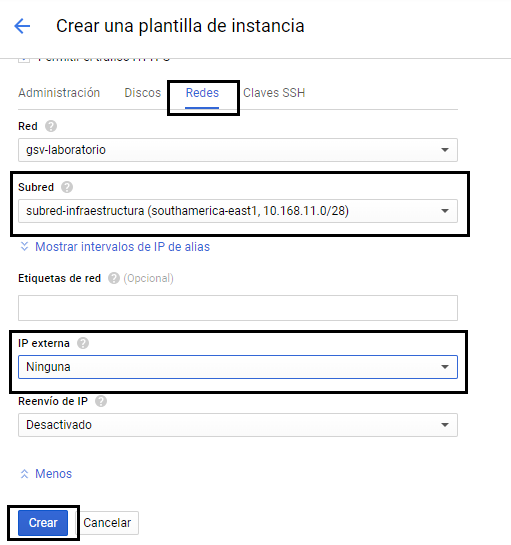 Crear una plantilla de instancia
Administración Discos Redes Claves SSH
Red
gsv-laboratorio
Subred
subred-infraestructura (southamerica-east1, 10.168.11.0/28)
Mostrar intervalos de IP de alias
Etiquetas de red (Opcional)
IP externa
Ninguna
Reenvío de IP
Desactivado
Menos
Crear Cancelar